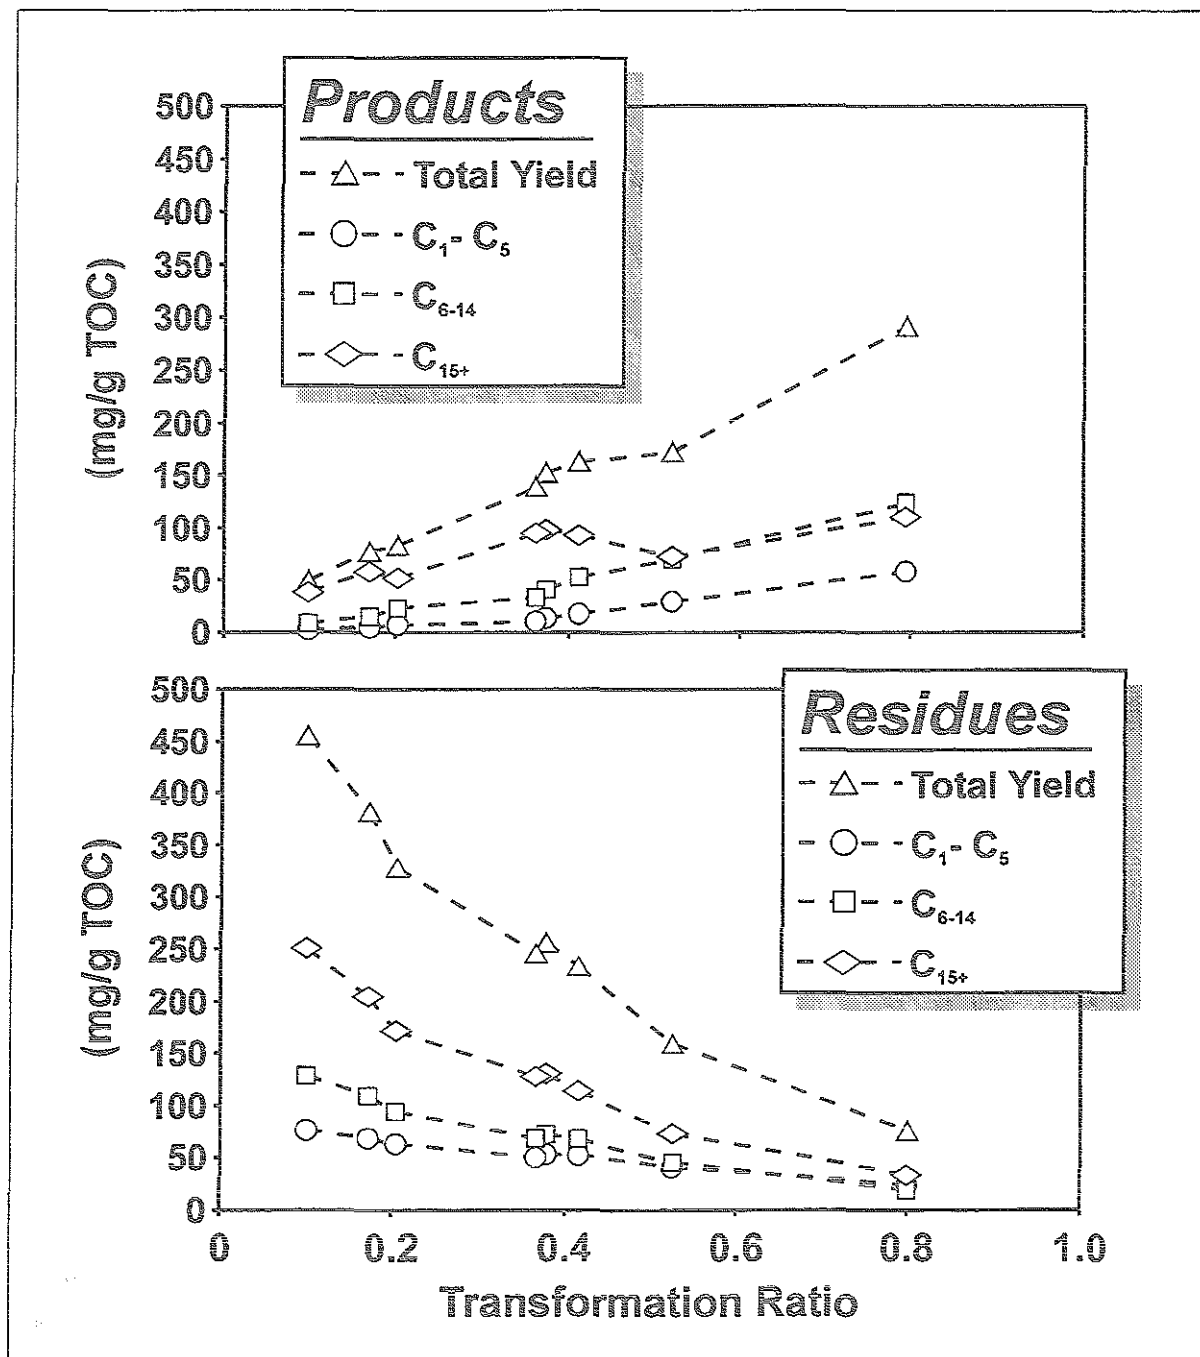 Products
Total Yield
C₁- C₅
C₆₋₁₄
C₁₅₊
500
450
400
350
300
250
200
150
100
50
0
(mg/g TOC)
Residues
Total Yield
C₁- C₅
C₆₋₁₄
C₁₅₊
500
450
400
350
300
250
200
150
100
50
0
(mg/g TOC)
0 0.2 0.4 0.6 0.8 1.0
Transformation Ratio